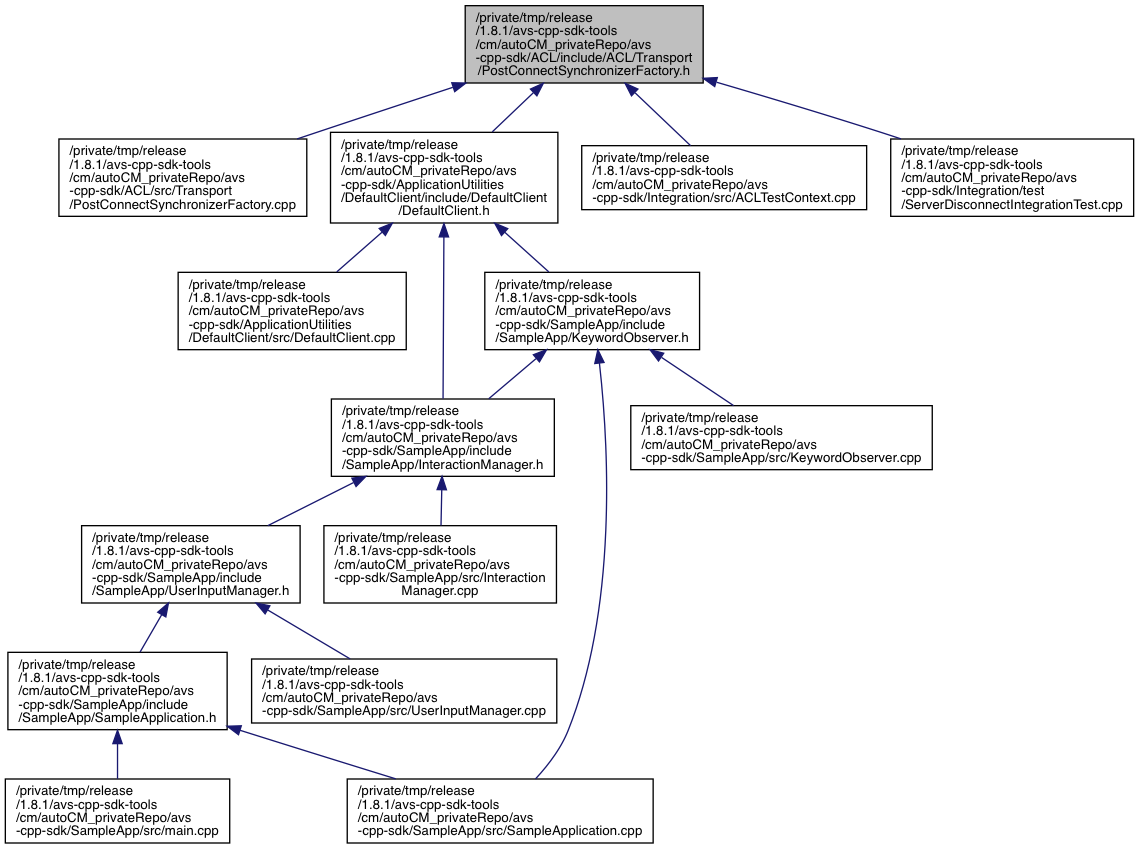 /private/tmp/release
/1.8.1/avs-cpp-sdk-tools
/cm/autoCM_privateRepo/avs
-cpp-sdk/ACL/include/ACL/Transport
/PostConnectSynchronizerFactory.h
/private/tmp/release
/1.8.1/avs-cpp-sdk-tools
/cm/autoCM_privateRepo/avs
-cpp-sdk/ACL/src/Transport
/PostConnectSynchronizerFactory.cpp
/private/tmp/release
/1.8.1/avs-cpp-sdk-tools
/cm/autoCM_privateRepo/avs
-cpp-sdk/ApplicationUtilities
/DefaultClient/include/DefaultClient
/DefaultClient.h
/private/tmp/release
/1.8.1/avs-cpp-sdk-tools
/cm/autoCM_privateRepo/avs
-cpp-sdk/Integration/src/ACLTestContext.cpp
/private/tmp/release
/1.8.1/avs-cpp-sdk-tools
/cm/autoCM_privateRepo/avs
-cpp-sdk/Integration/test
/ServerDisconnectIntegrationTest.cpp
/private/tmp/release
/1.8.1/avs-cpp-sdk-tools
/cm/autoCM_privateRepo/avs
-cpp-sdk/ApplicationUtilities
/DefaultClient/src/DefaultClient.cpp
/private/tmp/release
/1.8.1/avs-cpp-sdk-tools
/cm/autoCM_privateRepo/avs
-cpp-sdk/SampleApp/include
/SampleApp/KeywordObserver.h
/private/tmp/release
/1.8.1/avs-cpp-sdk-tools
/cm/autoCM_privateRepo/avs
-cpp-sdk/SampleApp/include
/SampleApp/InteractionManager.h
/private/tmp/release
/1.8.1/avs-cpp-sdk-tools
/cm/autoCM_privateRepo/avs
-cpp-sdk/SampleApp/src/KeywordObserver.cpp
/private/tmp/release
/1.8.1/avs-cpp-sdk-tools
/cm/autoCM_privateRepo/avs
-cpp-sdk/SampleApp/include
/SampleApp/UserInputManager.h
/private/tmp/release
/1.8.1/avs-cpp-sdk-tools
/cm/autoCM_privateRepo/avs
-cpp-sdk/SampleApp/src/Interaction
Manager.cpp
/private/tmp/release
/1.8.1/avs-cpp-sdk-tools
/cm/autoCM_privateRepo/avs
-cpp-sdk/SampleApp/include
/SampleApp/SampleApplication.h
/private/tmp/release
/1.8.1/avs-cpp-sdk-tools
/cm/autoCM_privateRepo/avs
-cpp-sdk/SampleApp/src/UserInputManager.cpp
/private/tmp/release
/1.8.1/avs-cpp-sdk-tools
/cm/autoCM_privateRepo/avs
-cpp-sdk/SampleApp/src/main.cpp
/private/tmp/release
/1.8.1/avs-cpp-sdk-tools
/cm/autoCM_privateRepo/avs
-cpp-sdk/SampleApp/src/SampleApplication.cpp